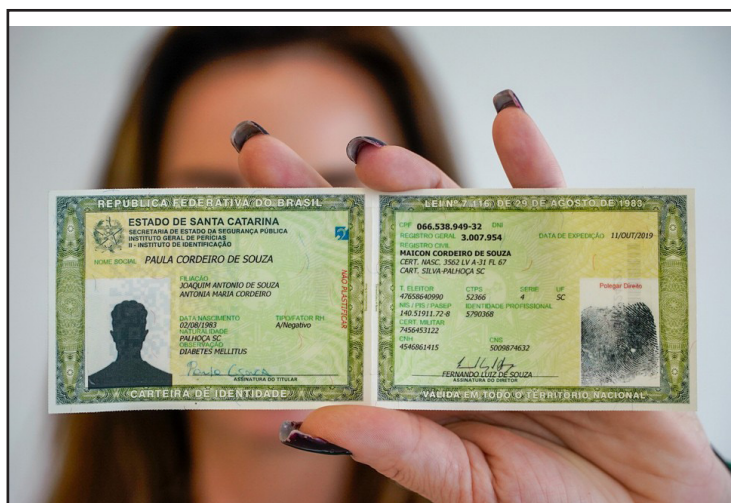 REPÚBLICA FEDERATIVA DO BRASIL
ESTADO DE SANTA CATARINA
SECRETARIA DE ESTADO DA SEGURANÇA PÚBLICA
INSTITUTO GERAL DE PERÍCIAS
II - INSTITUTO DE IDENTIFICAÇÃO
NOME SOCIAL PAULA CORDEIRO DE SOUZA
FILIAÇÃO
JOAQUIM ANTONIO DE SOUZA
ANTONIA MARIA CORDEIRO
DATA NASCIMENTO TIPO/FATOR RH
02/08/1983 A/Negativo
NATURALIDADE
PALHOÇA SC
OBSERVAÇÃO
DIABETES MELLITUS
ASSINATURA DO TITULAR
NÃO PLASTIFICAR
CARTEIRA DE IDENTIDADE
LEI Nº 7.116, DE 29 DE AGOSTO DE 1983
CPF 066.538.949-32 DNI
REGISTRO GERAL 3.007.954 DATA DE EXPEDIÇÃO 11/OUT/2019
REGISTRO CIVIL
MAICON CORDEIRO DE SOUZA
CERT. NASC. 3562 LV A-31 FL 67
CART. SILVA-PALHOÇA SC
T. ELEITOR CTPS SERIE UF
47658640990 52366 4 SC
NIS / PIS / PASEP IDENTIDADE PROFISSIONAL
140.51911.72-8 5790368
CERT. MILITAR
7456453122
CNH CNS
4546861415 5009874632
Polegar Direito
FERNANDO LUIZ DE SOUZA
ASSINATURA DO DIRETOR
VÁLIDA EM TODO O TERRITÓRIO NACIONAL